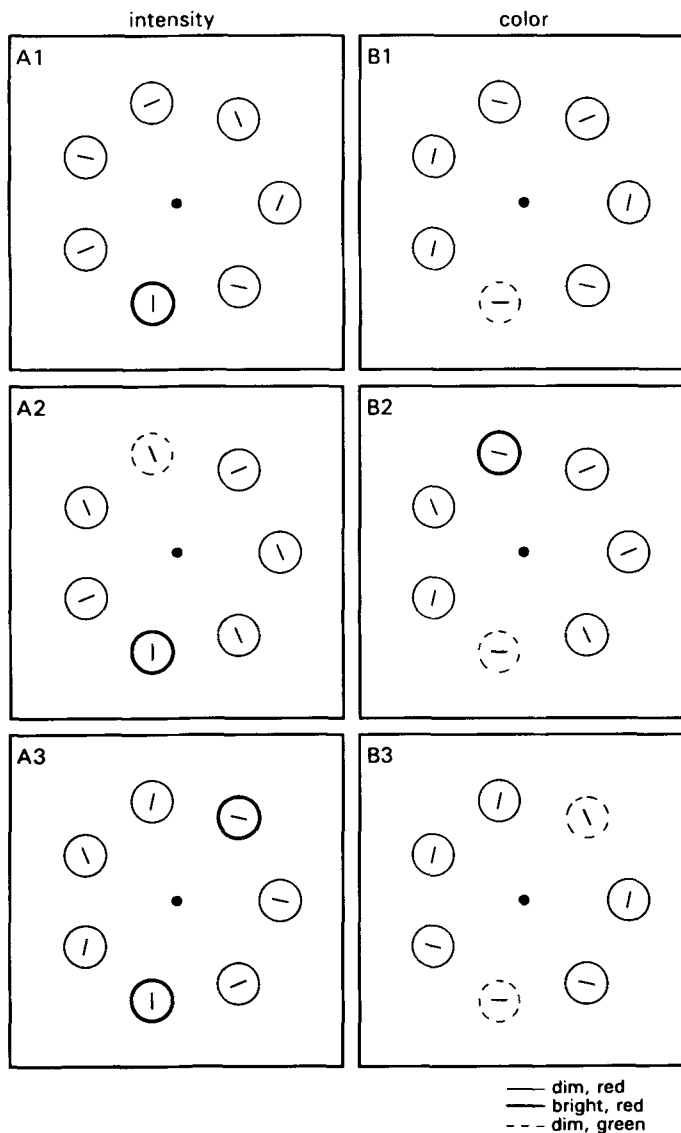 intensity
color
A1
B1
A2
B2
A3
B3
dim, red
bright, red
dim, green